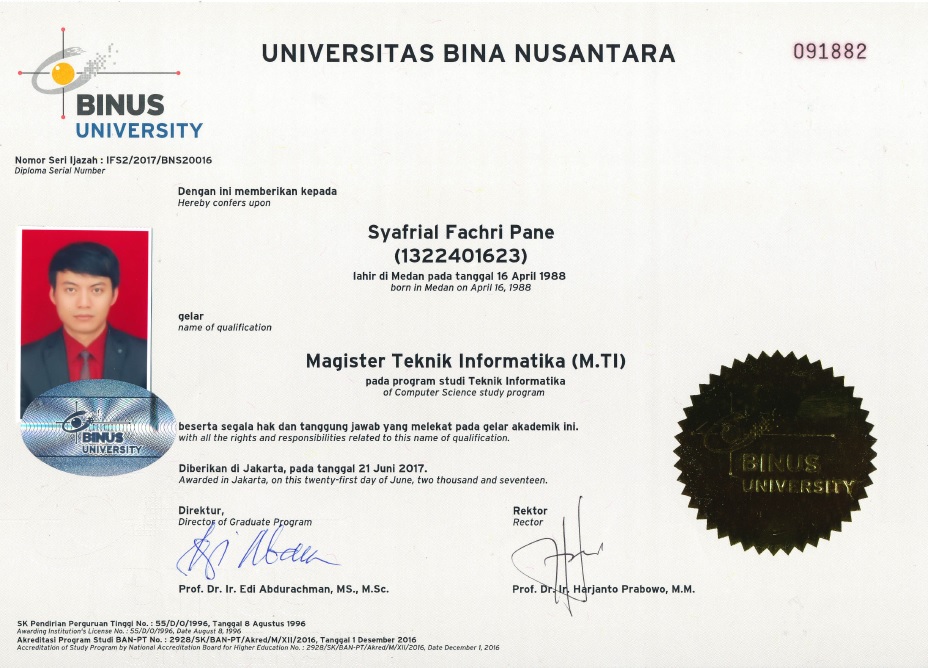 UNIVERSITAS BINA NUSANTARA
091882
BINUS
UNIVERSITY
Nomor Seri Ijazah : IFS2/2017/BNS20016
Diploma Serial Number
Dengan ini memberikan kepada
Hereby confers upon
Syafrial Fachri Pane
(1322401623)
lahir di Medan pada tanggal 16 April 1988
born in Medan on April 16, 1988
gelar
name of qualification
Magister Teknik Informatika (M.TI)
pada program studi Teknik Informatika
of Computer Science study program
BINUS
UNIVERSITY
beserta segala hak dan tanggung jawab yang melekat pada gelar akademik ini.
with all the rights and responsibilities related to this name of qualification.
BINUS
UNIVERSITY
Diberikan di Jakarta, pada tanggal 21 Juni 2017.
Awarded in Jakarta, on this twenty-first day of June, two thousand and seventeen.
Direktur,
Director of Graduate Program
Prof. Dr. Ir. Edi Abdurachman, MS., M.Sc.
Rektor
Rector
Prof. Dr. Ir. Harjanto Prabowo, M.M.
SK Pendirian Perguruan Tinggi No. : 55/D/O/1996, Tanggal 8 Agustus 1996
Awarding Institution's License No. : 55/D/O/1996, Date August 8, 1996
Akreditasi Program Studi BAN-PT No. : 2928/SK/BAN-PT/Akred/M/XII/2016, Tanggal 1 Desember 2016
Accreditation of Study Program by National Accreditation Board for Higher Education No. : 2928/SK/BAN-PT/Akred/M/XII/2016, Date December 1, 2016